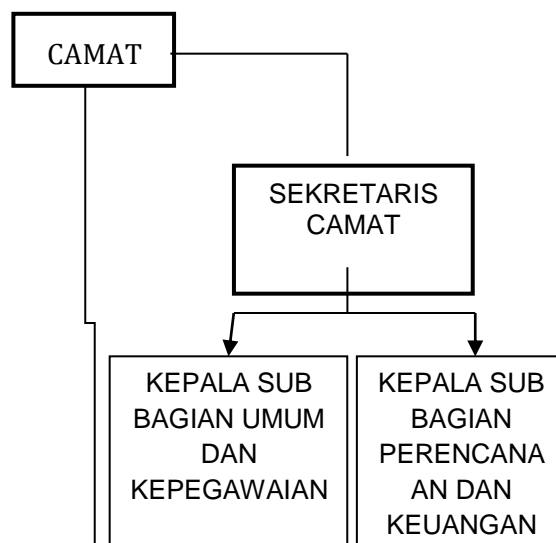 CAMAT
SEKRETARIS
CAMAT
KEPALA SUB
BAGIAN UMUM
DAN
KEPEGAWAIAN
KEPALA SUB
BAGIAN
PERENCANA
AN DAN
KEUANGAN